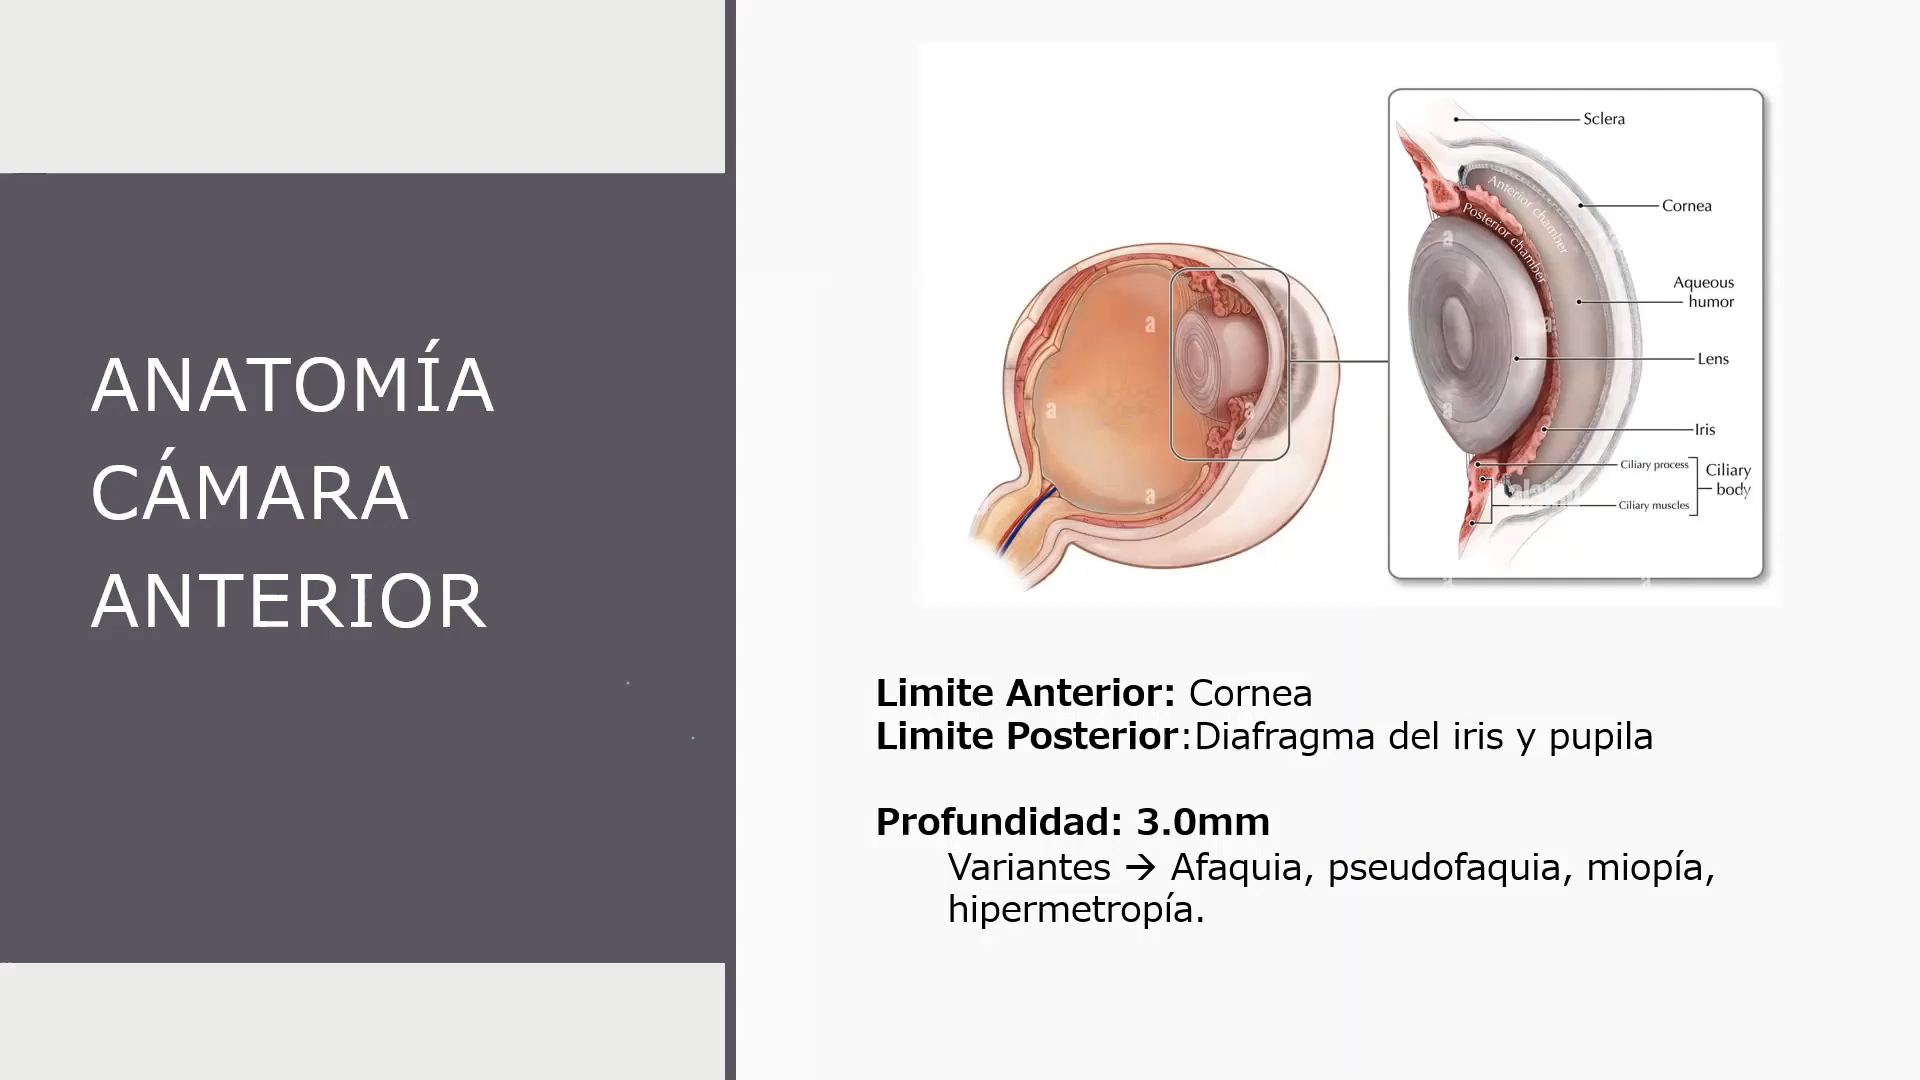 ANATOMÍA
CÁMARA
ANTERIOR
Sclera
Anterior chamber
Posterior chamber
Cornea
Aqueous
humor
Lens
Iris
Ciliary process
Ciliary muscles
Ciliary
body
a
a
a
a
a
a
a
alamy
Limite Anterior: Cornea
Limite Posterior:Diafragma del iris y pupila
Profundidad: 3.0mm
Variantes → Afaquia, pseudofaquia, miopía,
hipermetropía.